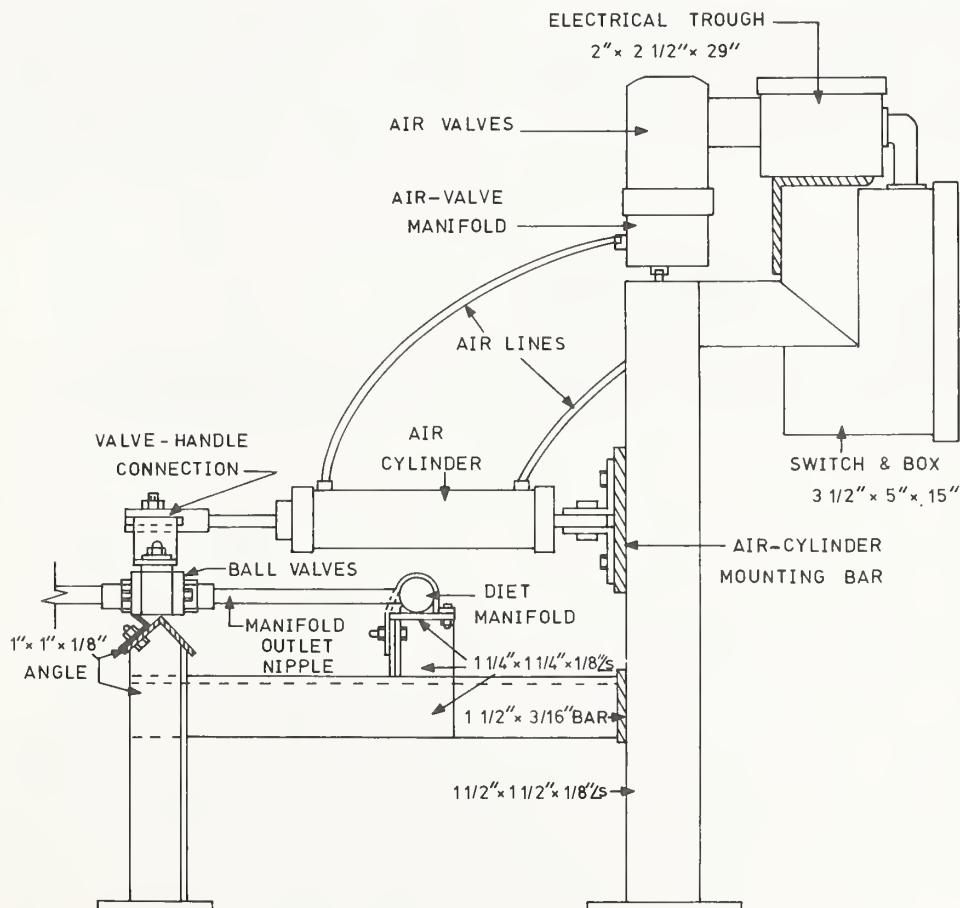 ELECTRICAL TROUGH
2"× 2 1/2"× 29"
AIR VALVES
AIR-VALVE
MANIFOLD
AIR LINES
VALVE-HANDLE
CONNECTION
AIR
CYLINDER
SWITCH & BOX
3 1/2"× 5"× 15"
AIR-CYLINDER
MOUNTING BAR
BALL VALVES
DIET
MANIFOLD
MANIFOLD
OUTLET
NIPPLE
1"× 1"× 1/8"
ANGLE
1 1/4"× 1 1/4"× 1/8"∠s
1 1/2"× 3/16"BAR
1 1/2"× 1 1/2"× 1/8"∠s